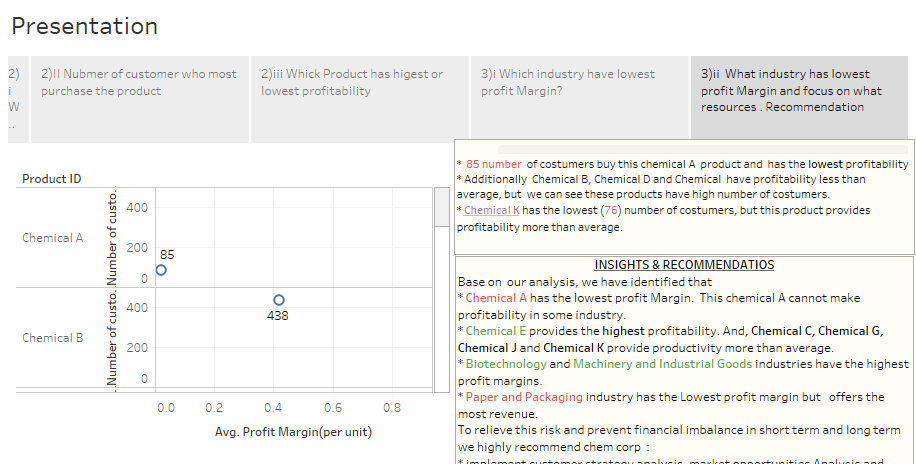 Presentation
2)
i
W
..
2)II Nubmer of customer who most
purchase the product
2)iii Whick Product has higest or
lowest profitability
3)i Which industry have lowest
profit Margin?
3)ii What industry has lowest
profit Margin and focus on what
resources . Recommendation
* 85 number of costumers buy this chemical A product and has the lowest profitability
* Additionally Chemical B, Chemical D and Chemical have profitability less than
average, but we can see these products have high number of costumers.
* Chemical K has the lowest (76) number of costumers, but this product provides
profitability more than average.
INSIGHTS & RECOMMENDATIOS
Base on our analysis, we have identified that
* Chemical A has the lowest profit Margin. This chemical A cannot make
profitability in some industry.
* Chemical E provides the highest profitability. And, Chemical C, Chemical G,
Chemical J and Chemical K provide productivity more than average.
* Biotechnology and Machinery and Industrial Goods industries have the highest
profit margins.
* Paper and Packaging industry has the Lowest profit margin but offers the
most revenue.
To relieve this risk and prevent financial imbalance in short term and long term
we highly recommend chem corp :
* implement customer strategy analysis, market opportunities Analysis and
Product ID
Chemical A
Number of custo..
400
200
0
85
Chemical B
Number of custo..
400
200
0
438
0.0 0.2 0.4 0.6 0.8
Avg. Profit Margin(per unit)